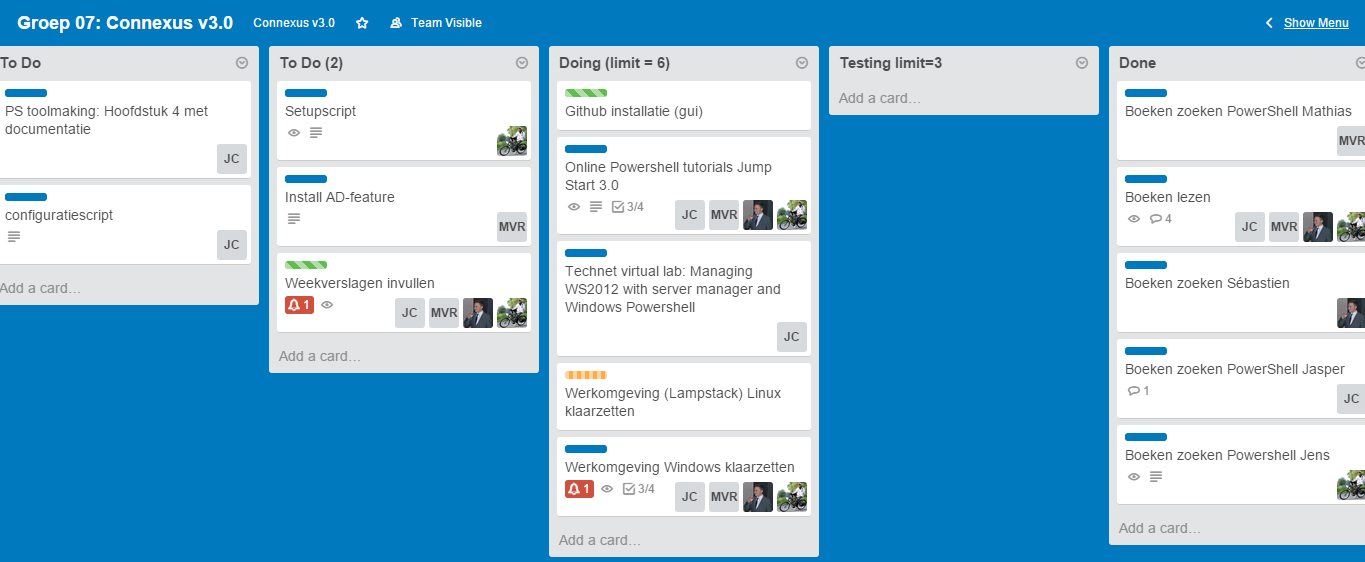 Groep 07: Connexus v3.0
Connexus v3.0
Team Visible
Show Menu
To Do
PS toolmaking: Hoofdstuk 4 met
documentatie
JC
configuratiescript
JC
Add a card…
To Do (2)
Setupscript
Install AD-feature
MVR
Weekverslagen invullen
1
JC
MVR
Add a card…
Doing (limit = 6)
Github installatie (gui)
Online Powershell tutorials Jump
Start 3.0
3/4
JC
MVR
Technet virtual lab: Managing
WS2012 with server manager and
Windows Powershell
JC
Werkomgeving (Lampstack) Linux
klaarzetten
Werkomgeving Windows klaarzetten
1
3/4
JC
MVR
Add a card…
Testing limit=3
Add a card…
Done
Boeken zoeken PowerShell Mathias
MVR
Boeken lezen
4
JC
MVR
Boeken zoeken Sébastien
Boeken zoeken PowerShell Jasper
1
JC
Boeken zoeken Powershell Jens
Add a card…